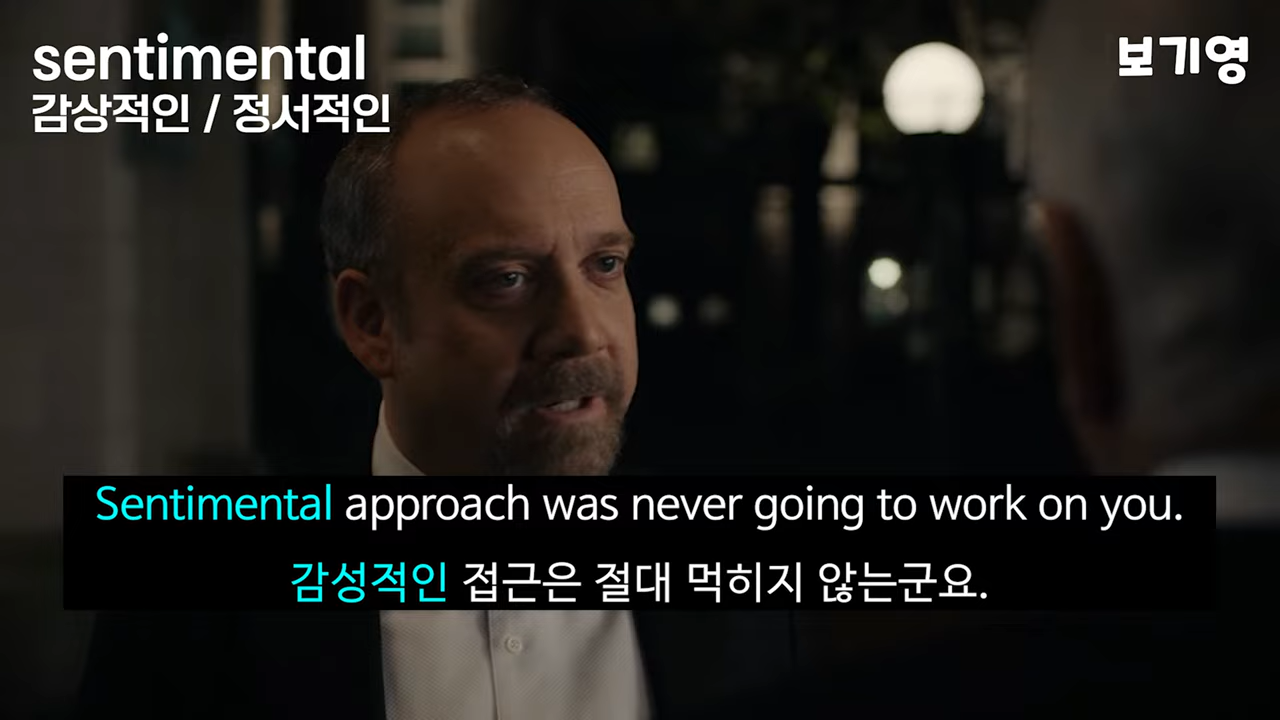 sentimental
감상적인 / 정서적인
보기영
Sentimental approach was never going to work on you.
감성적인 접근은 절대 먹히지 않는군요.